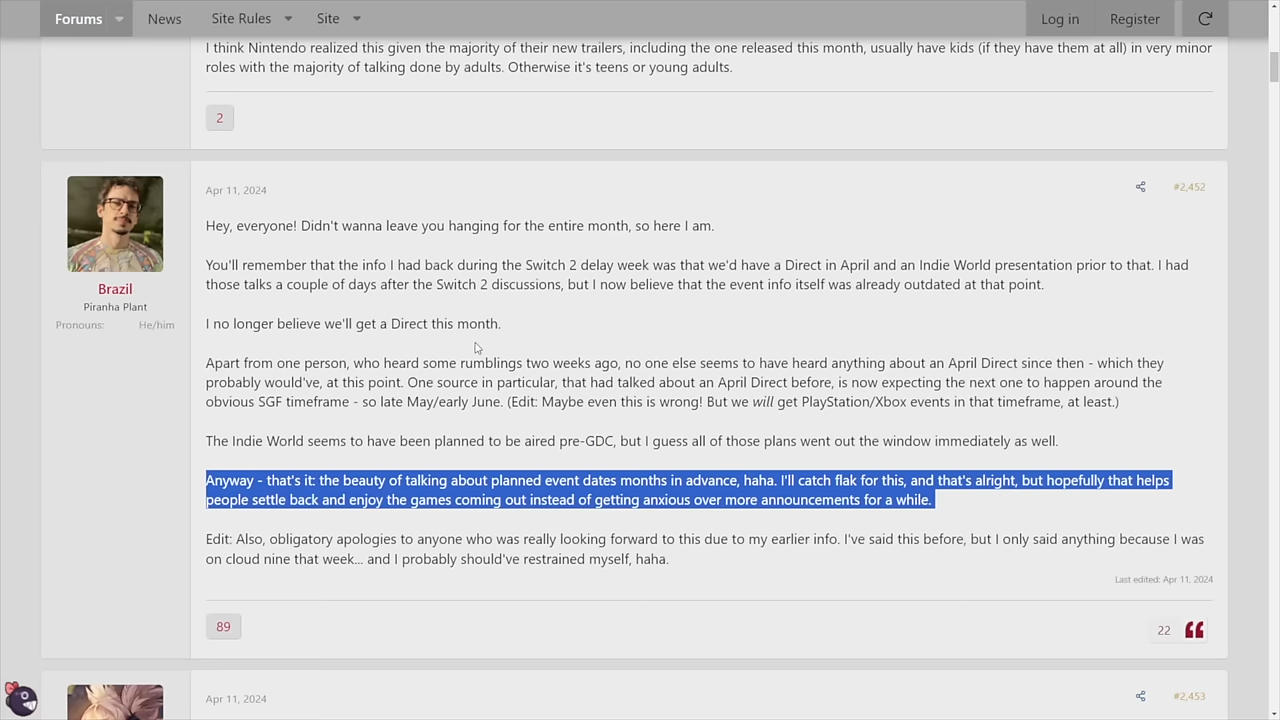 Forums
News
Site Rules
Site
Log in
Register
I think Nintendo realized this given the majority of their new trailers, including the one released this month, usually have kids (if they have them at all) in very minor
roles with the majority of talking done by adults. Otherwise it's teens or young adults.
2
Apr 11, 2024
#2,452
Brazil
Piranha Plant
Pronouns: He/him
Hey, everyone! Didn't wanna leave you hanging for the entire month, so here I am.
You'll remember that the info I had back during the Switch 2 delay week was that we'd have a Direct in April and an Indie World presentation prior to that. I had
those talks a couple of days after the Switch 2 discussions, but I now believe that the event info itself was already outdated at that point.
I no longer believe we'll get a Direct this month.
Apart from one person, who heard some rumblings two weeks ago, no one else seems to have heard anything about an April Direct since then - which they
probably would've, at this point. One source in particular, that had talked about an April Direct before, is now expecting the next one to happen around the
obvious SGF timeframe - so late May/early June. (Edit: Maybe even this is wrong! But we will get PlayStation/Xbox events in that timeframe, at least.)
The Indie World seems to have been planned to be aired pre-GDC, but I guess all of those plans went out the window immediately as well.
Anyway - that's it: the beauty of talking about planned event dates months in advance, haha. I'll catch flak for this, and that's alright, but hopefully that helps
people settle back and enjoy the games coming out instead of getting anxious over more announcements for a while.
Edit: Also, obligatory apologies to anyone who was really looking forward to this due to my earlier info. I've said this before, but I only said anything because I was
on cloud nine that week... and I probably should've restrained myself, haha.
Last edited: Apr 11, 2024
89
22
Apr 11, 2024
#2,453